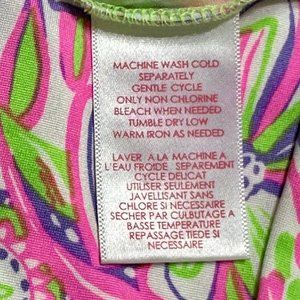 MACHINE WASH COLD
SEPARATELY
GENTLE CYCLE
ONLY NON CHLORINE
BLEACH WHEN NEEDED
TUMBLE DRY LOW
WARM IRON AS NEEDED
LAVER A LA MACHINE A
L'EAU FROIDE SEPAREMENT
CYCLE DELICAT
UTILISER SEULEMENT
JAVELLISANT SANS
CHLORE SI NECESSAIRE
SECHER PAR CULBUTAGE A
BASSE TEMPERATURE
REPASSAGE TIEDE SI
NECESSAIRE